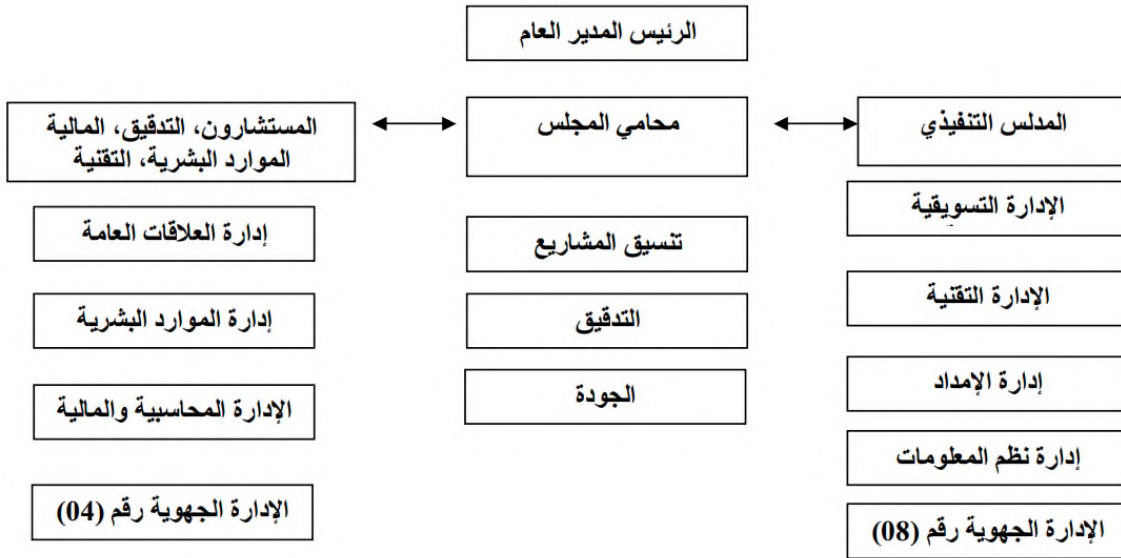 الرئيس المدير العام
المدلس التنفيذي
محامي المجلس
المستشارون، التدقيق، المالية
الموارد البشرية، التقنية
الإدارة التسويقية
تنسيق المشاريع
إدارة العلاقات العامة
الإدارة التقنية
التدقيق
إدارة الموارد البشرية
إدارة الإمداد
الجودة
الإدارة المحاسبية والمالية
إدارة نظم المعلومات
الإدارة الجهوية رقم (08)
الإدارة الجهوية رقم (04)